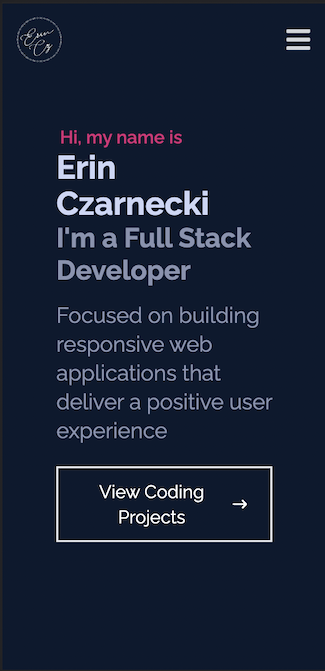 Erin
Cz
Hi, my name is
Erin
Czarnecki
I'm a Full Stack
Developer
Focused on building
responsive web
applications that
deliver a positive user
experience
View Coding
Projects →